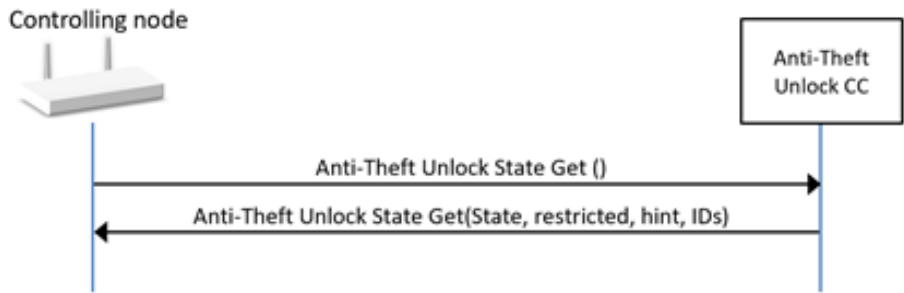 Controlling node
Anti-Theft
Unlock CC
Anti-Theft Unlock State Get ()
Anti-Theft Unlock State Get(State, restricted, hint, IDs)